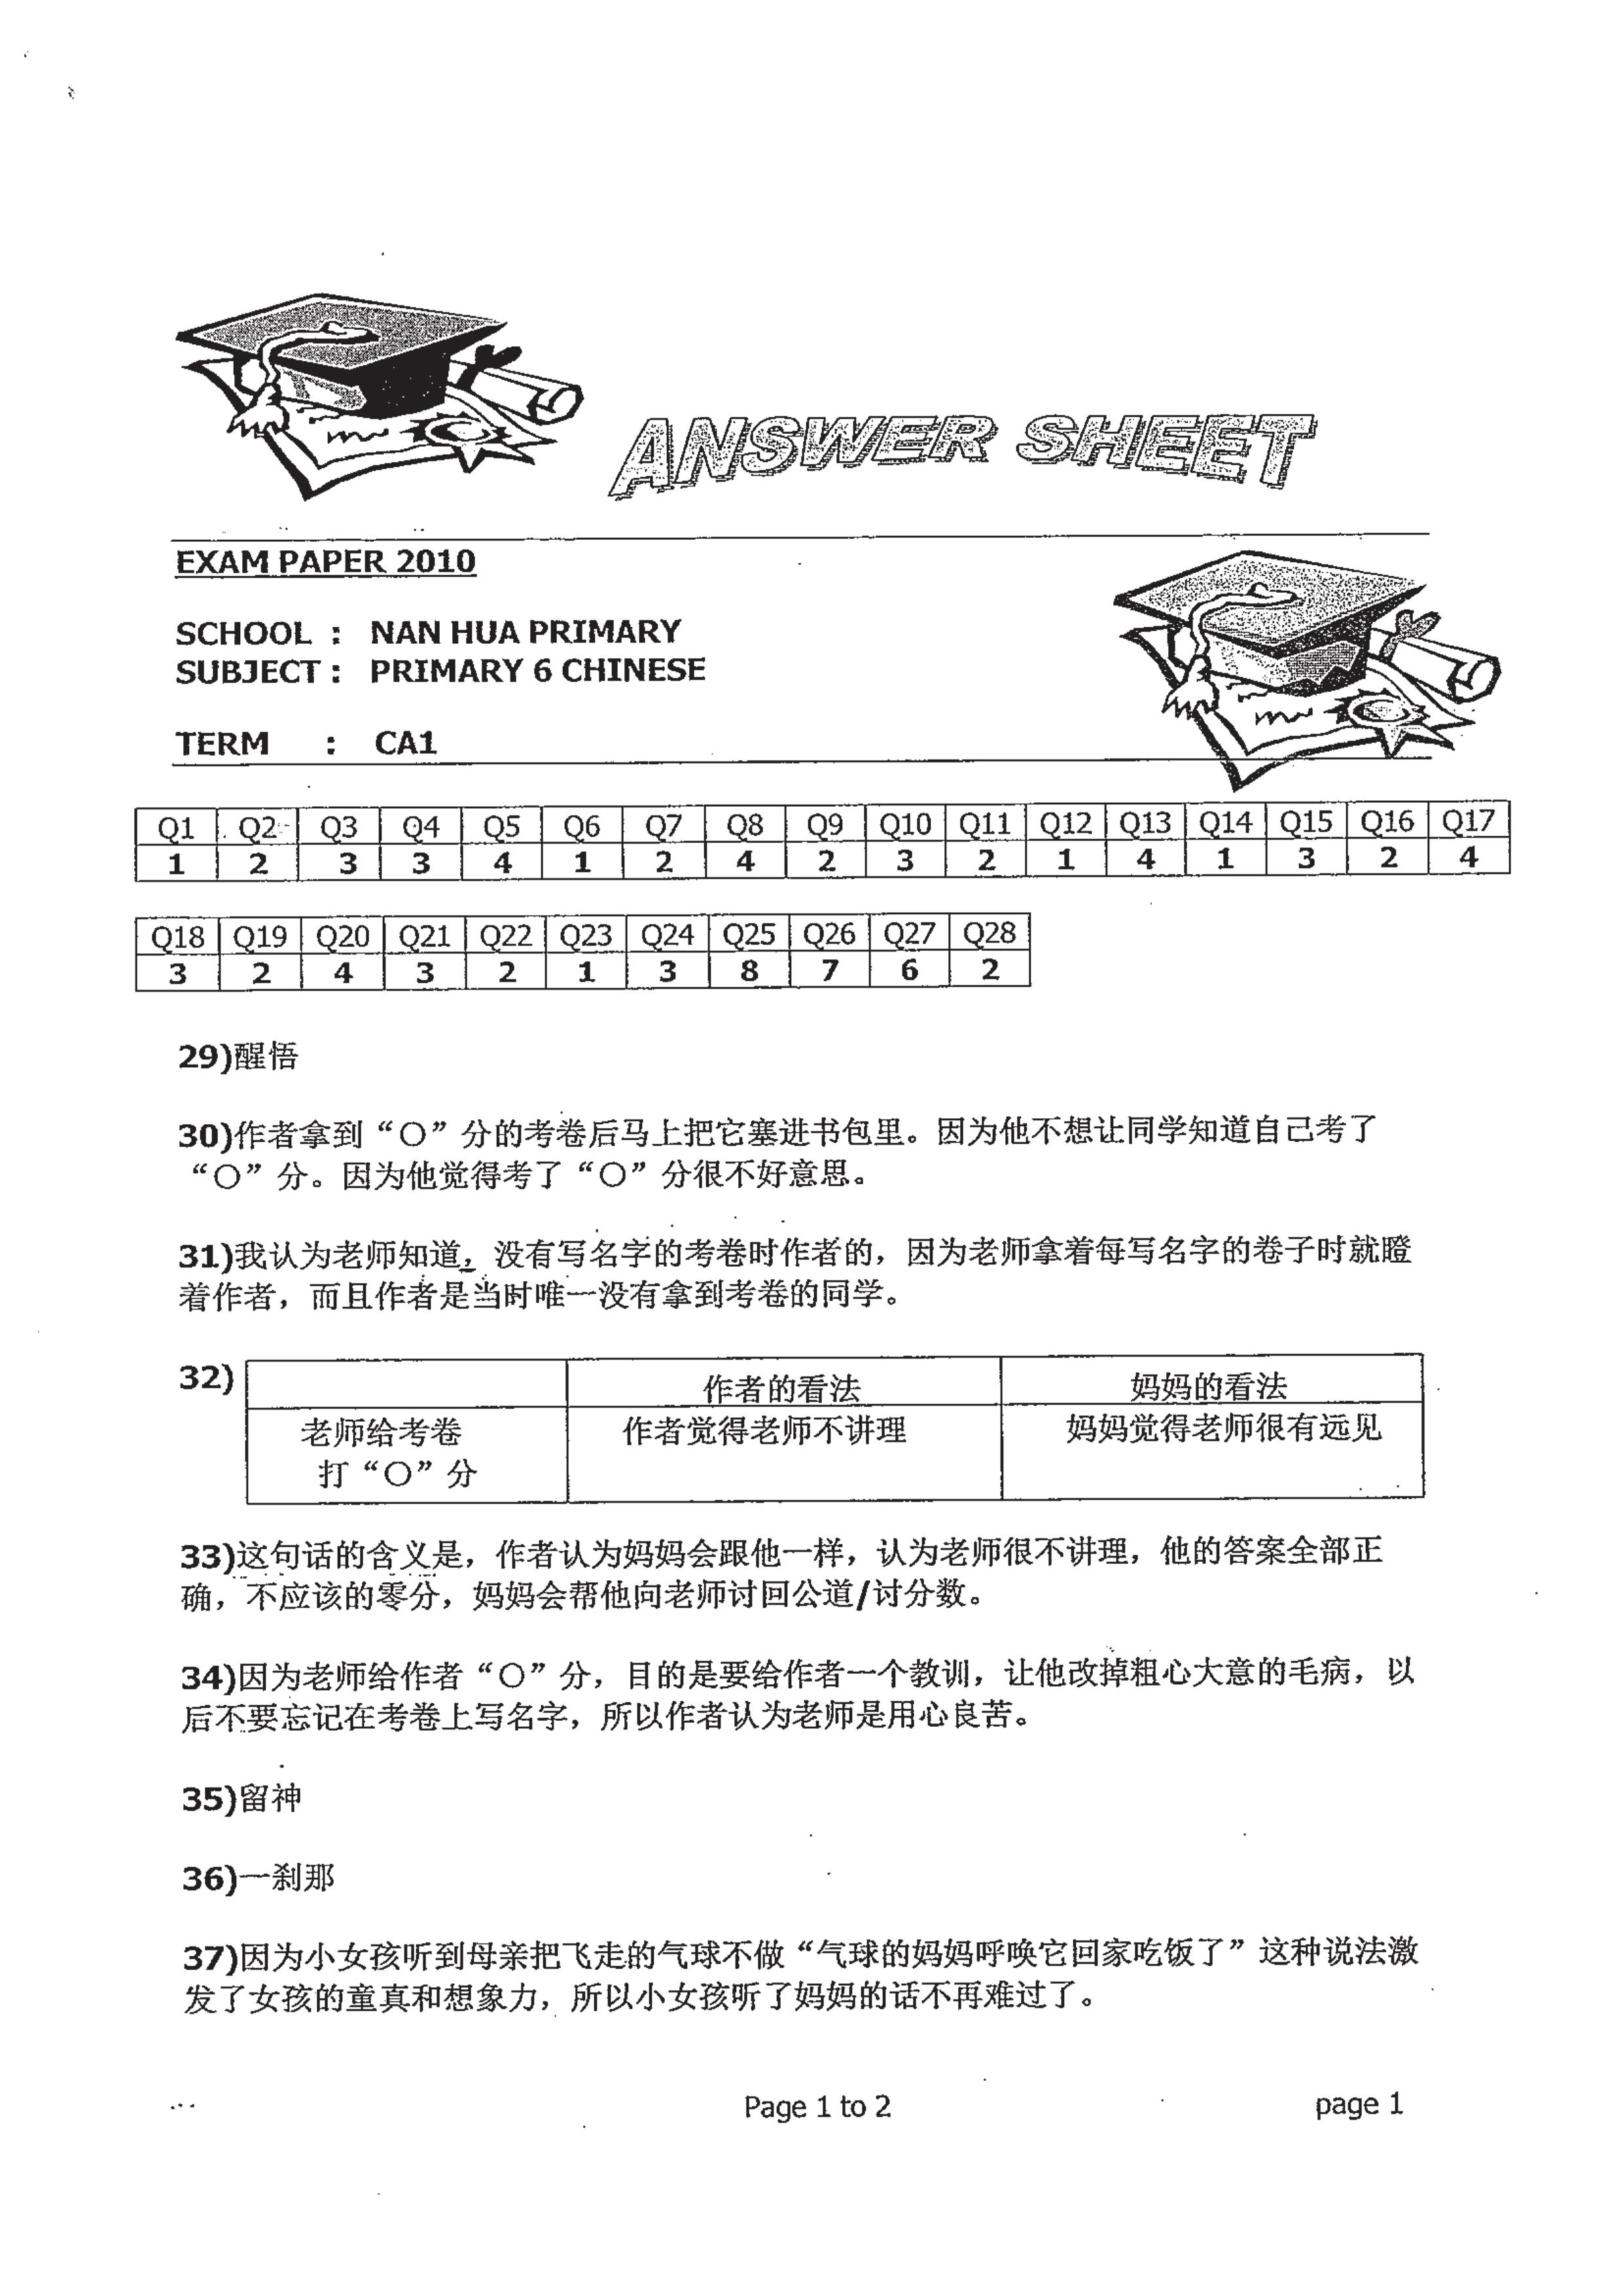 ANSWER SHEET
EXAM PAPER 2010
SCHOOL : NAN HUA PRIMARY
SUBJECT : PRIMARY 6 CHINESE
TERM : CA1
Q1 Q2 Q3 Q4 Q5 Q6 Q7 Q8 Q9 Q10 Q11 Q12 Q13 Q14 Q15 Q16 Q17
1 2 3 3 4 1 2 4 2 3 2 1 4 1 3 2 4
Q18 Q19 Q20 Q21 Q22 Q23 Q24 Q25 Q26 Q27 Q28
3 2 4 3 2 1 3 8 7 6 2
29)醒悟
30)作者拿到“〇”分的考卷后马上把它塞进书包里。因为他不想让同学知道自己考了
“〇”分。因为他觉得考了“〇”分很不好意思。
31)我认为老师知道，没有写名字的考卷时作者的，因为老师拿着每写名字的卷子时就瞪
着作者，而且作者是当时唯一没有拿到考卷的同学。
32) 作者的看法 妈妈的看法
老师给考卷 作者觉得老师不讲理 妈妈觉得老师很有远见
打“〇”分
33)这句话的含义是，作者认为妈妈会跟他一样，认为老师很不讲理，他的答案全部正
确，不应该的零分，妈妈会帮他向老师讨回公道/讨分数。
34)因为老师给作者“〇”分，目的是要给作者一个教训，让他改掉粗心大意的毛病，以
后不要忘记在考卷上写名字，所以作者认为老师是用心良苦。
35)留神
36)一刹那
37)因为小女孩听到母亲把飞走的气球不做“气球的妈妈呼唤它回家吃饭了”这种说法激
发了女孩的童真和想象力，所以小女孩听了妈妈的话不再难过了。
Page 1 to 2 page 1